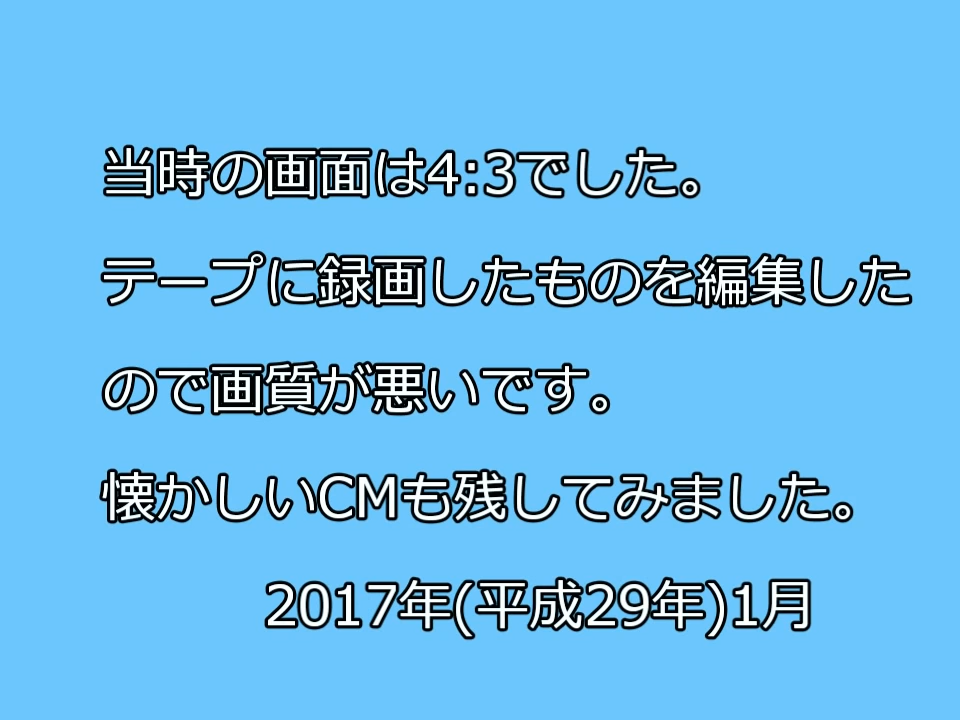 当時の画面は4:3でした。
テープに録画したものを編集した
ので画質が悪いです。
懐かしいCMも残してみました。
2017年(平成29年)1月